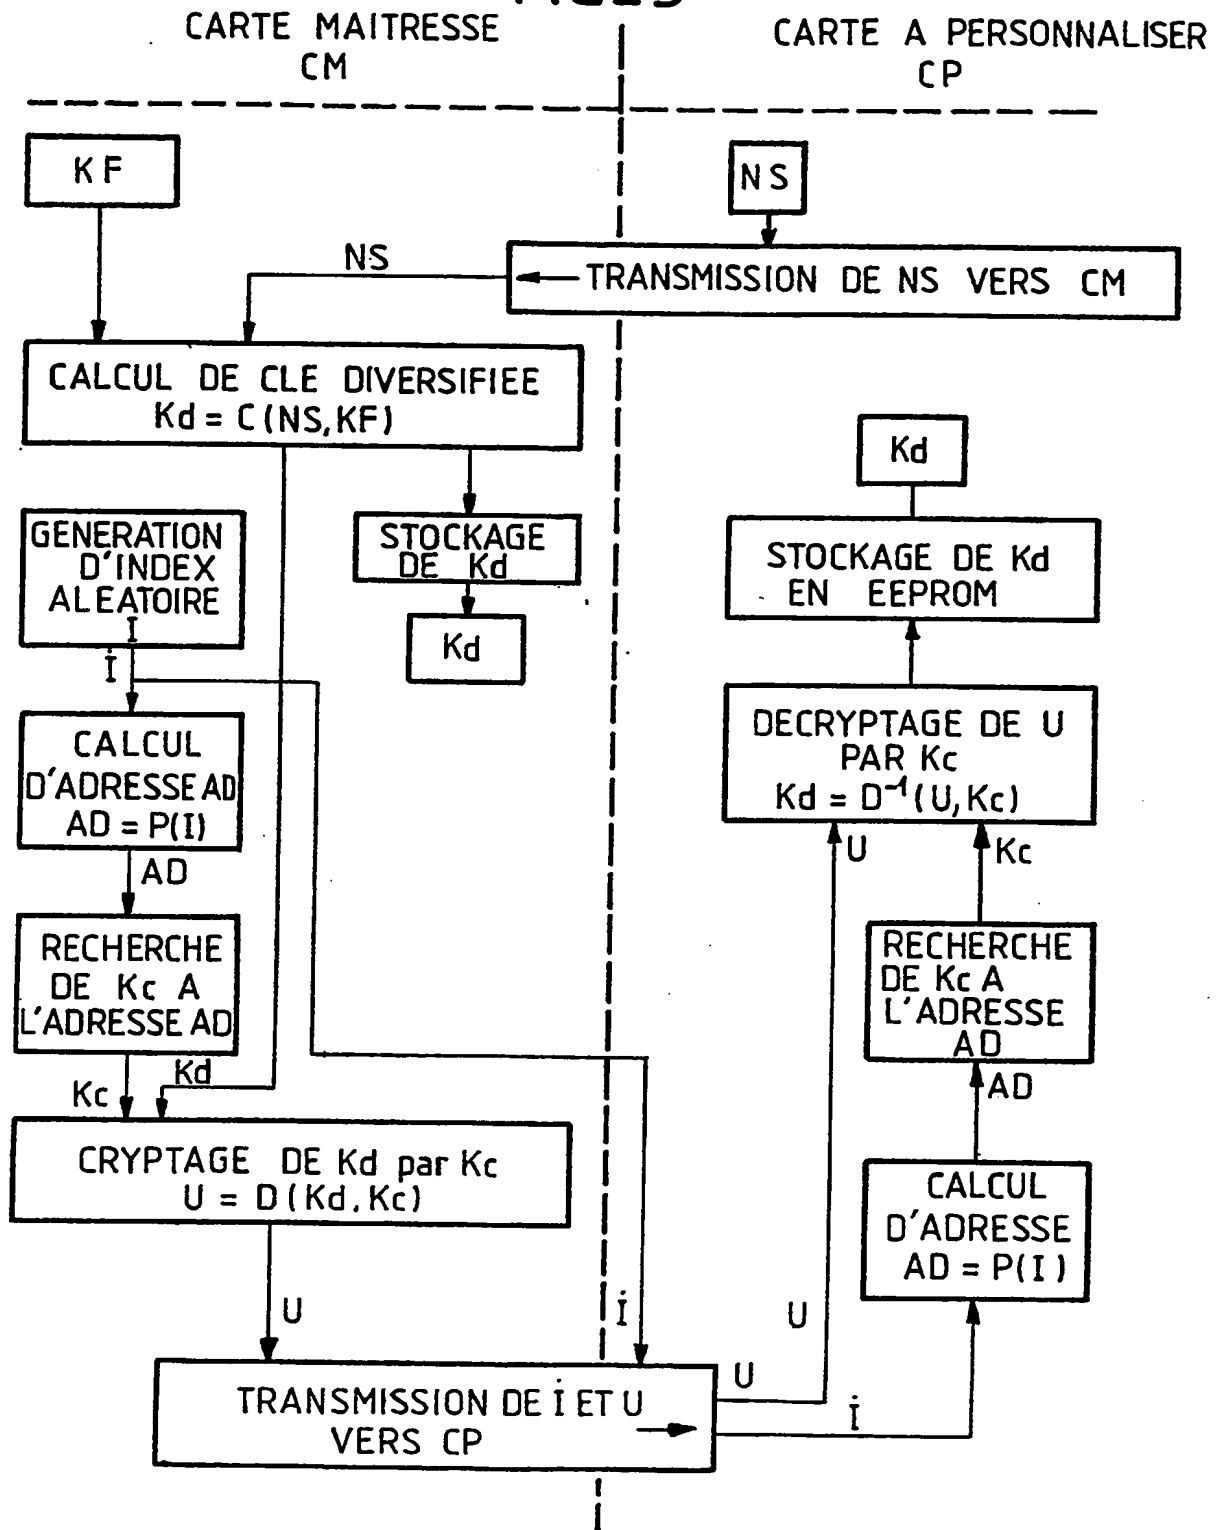 CARTE MAITRESSE
CM
CARTE A PERSONNALISER
CP
KF
NS
NS
TRANSMISSION DE NS VERS CM
CALCUL DE CLE DIVERSIFIEE
Kd = C(NS,KF)
Kd
GENERATION
D'INDEX
ALEATOIRE
I
STOCKAGE
DE Kd
STOCKAGE DE Kd
EN EEPROM
Kd
i
CALCUL
D'ADRESSE AD
AD = P(I)
DECRYPTAGE DE U
PAR Kc
Kd = D⁻¹(U,Kc)
U
Kc
AD
RECHERCHE
DE Kc A
L'ADRESSE AD
RECHERCHE
DE Kc A
L'ADRESSE
AD
Kc
Kd
AD
CRYPTAGE DE Kd par Kc
U = D(Kd,Kc)
CALCUL
D'ADRESSE
AD = P(I)
U
i
U
TRANSMISSION DE i ET U
VERS CP
U
i